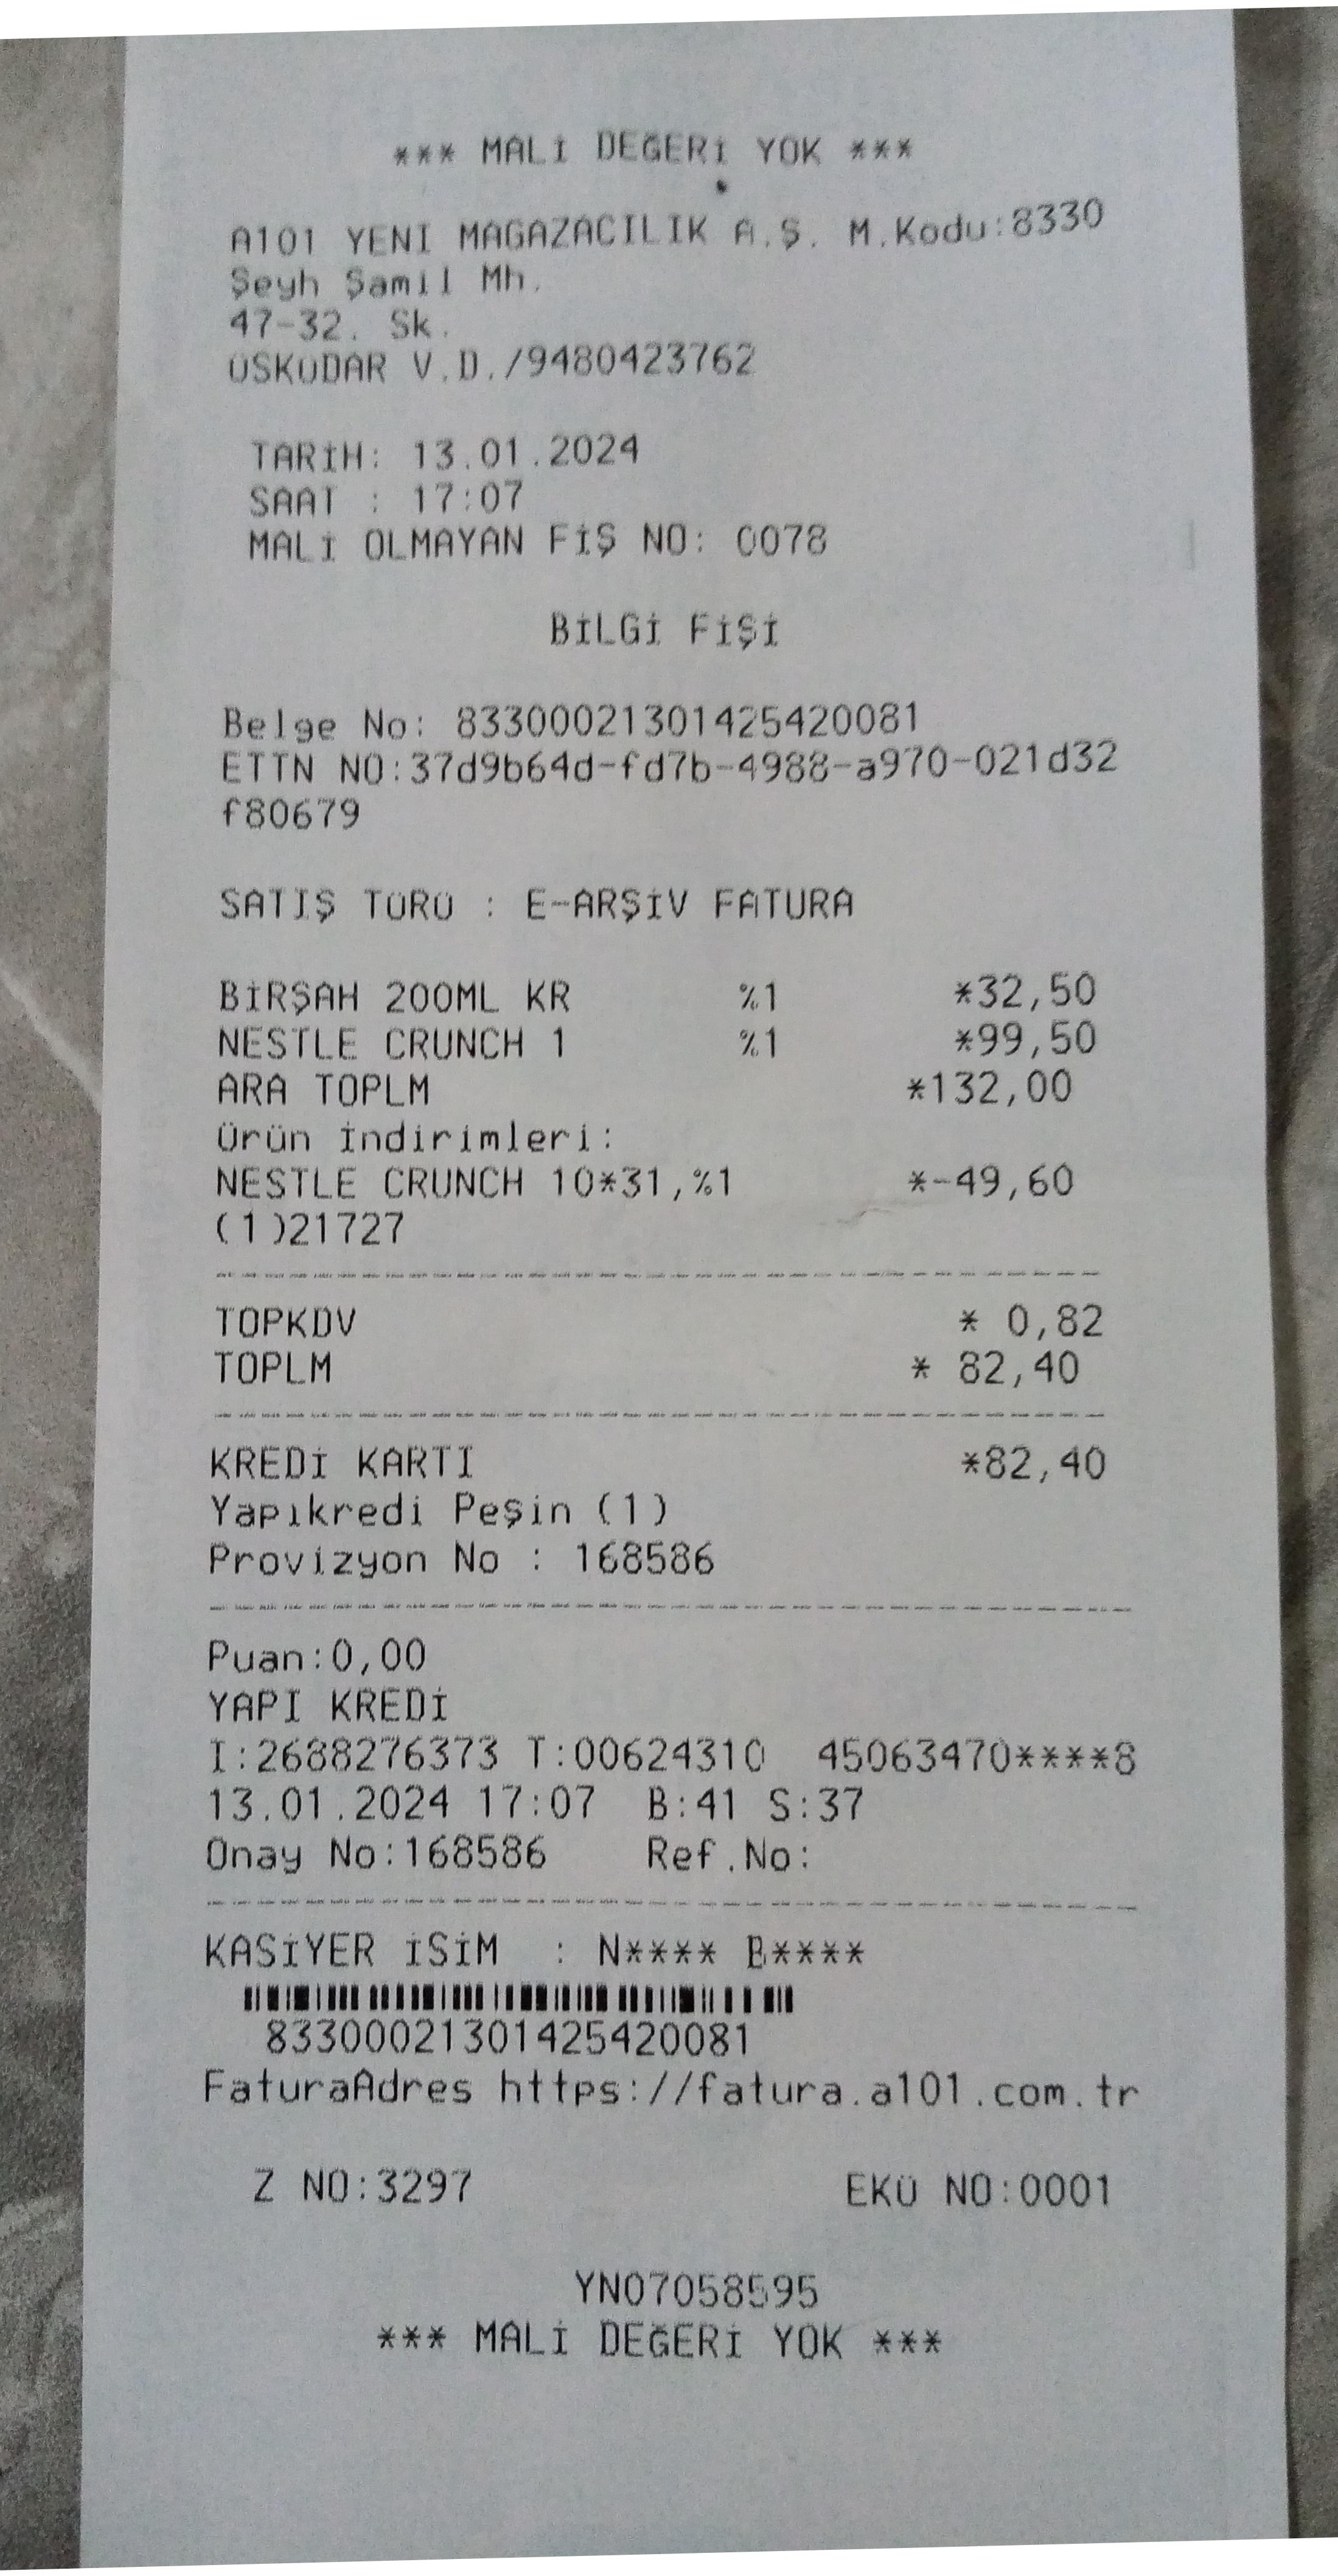 *** MALİ DEĞERİ YOK ***
A101 YENİ MAĞAZACILIK A.Ş. M.Kodu:8330
Şeyh Şamil Mh.
47-32. Sk.
ÜSKÜDAR V.D./9480423762
TARİH: 13.01.2024
SAAT : 17:07
MALİ OLMAYAN FİŞ NO: 0078
BİLGİ FİŞİ
Belge No: 83300021301425420081
ETTN NO:37d9b64d-fd7b-4988-a970-021d32
f80679
SATIŞ TÜRÜ : E-ARŞİV FATURA
BİRŞAH 200ML KR %1 *32,50
NESTLE CRUNCH 1 %1 *99,50
ARA TOPLM *132,00
Ürün İndirimleri:
NESTLE CRUNCH 10*31,%1 *-49,60
(1)21727
TOPKDV * 0,82
TOPLM * 82,40
KREDİ KARTI *82,40
Yapıkredi Peşin (1)
Provizyon No : 168586
Puan:0,00
YAPI KREDİ
I:2688276373 T:00624310 45063470****8
13.01.2024 17:07 B:41 S:37
Onay No:168586 Ref.No:
KASİYER İSİM : N**** B****
83300021301425420081
FaturaAdres https://fatura.a101.com.tr
Z NO:3297 EKÜ NO:0001
YN07058595
*** MALİ DEĞERİ YOK ***